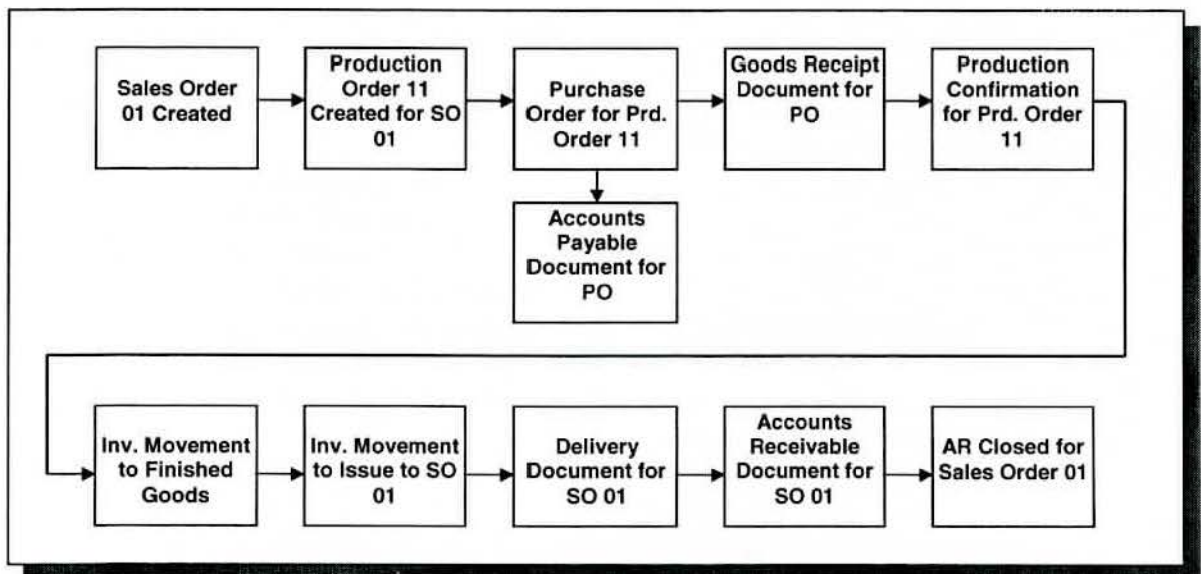 Sales Order
01 Created
Production
Order 11
Created for SO
01
Purchase
Order for Prd.
Order 11
Goods Receipt
Document for
PO
Production
Confirmation
for Prd. Order
11
Accounts
Payable
Document for
PO
Inv. Movement
to Finished
Goods
Inv. Movement
to Issue to SO
01
Delivery
Document for
SO 01
Accounts
Receivable
Document for
SO 01
AR Closed for
Sales Order 01